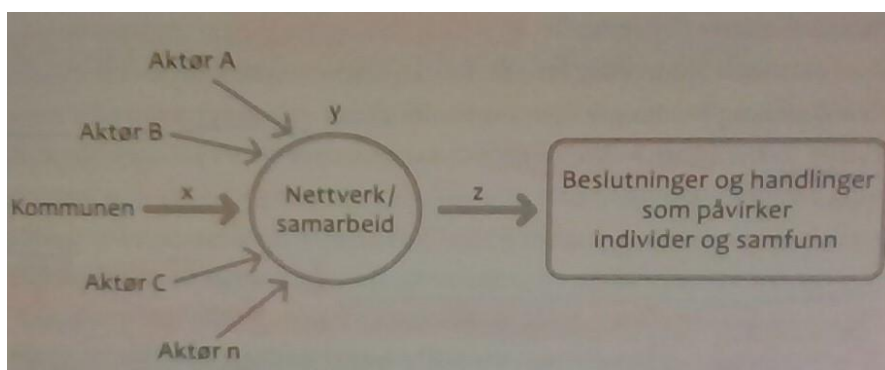 Aktør A
y
Aktør B
x
Kommunen
Nettverk/
samarbeid
z
Beslutninger og handlinger
som påvirker
individer og samfunn
Aktør C
Aktør n